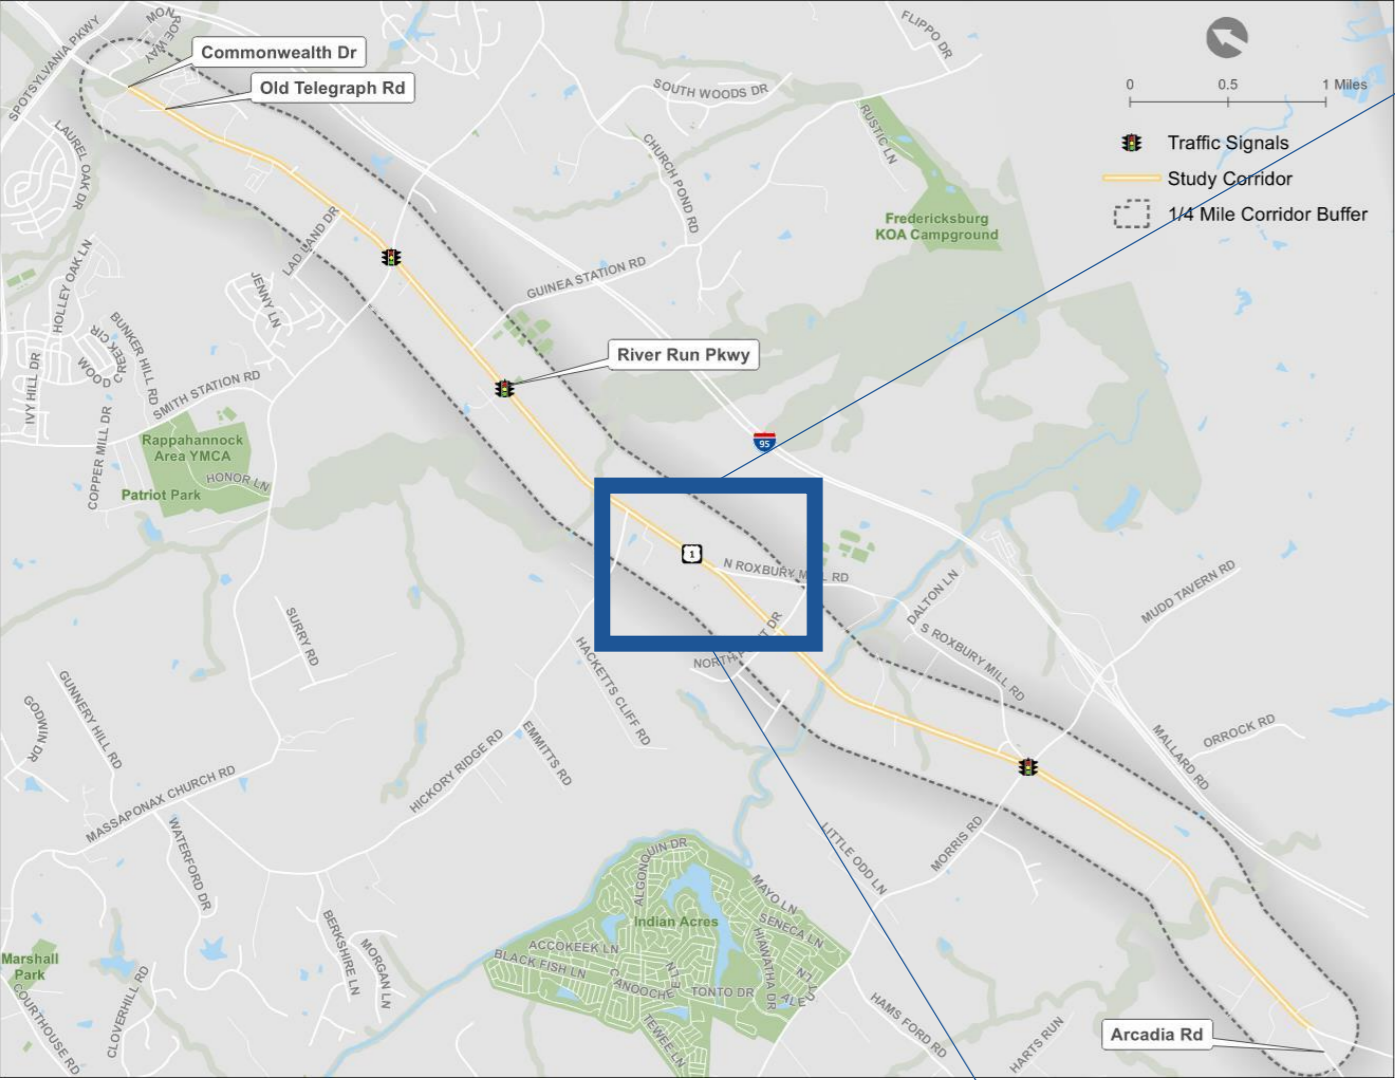 SPOTSYLVANIA PKWY
MON
ROE WAY
Commonwealth Dr
Old Telegraph Rd
FLIPPO DR
0 0.5 1 Miles
Traffic Signals
Study Corridor
1/4 Mile Corridor Buffer
SOUTH WOODS DR
RUSTIC LN
CHURCH POND RD
LAUREL OAK DR
LAD LAND DR
Fredericksburg
KOA Campground
HOLLEY OAK LN
JENNY LN
GUINEA STATION RD
BUNKER HILL RD
CREEK CIR
WOOD
IVY HILL DR
River Run Pkwy
SMITH STATION RD
COPPER MILL DR
Rappahannock
Area YMCA
HONOR LN
Patriot Park
95
1
N ROXBURY MILL RD
DALTON LN
MUDD TAVERN RD
SURRY RD
S ROXBURY MILL RD
HACKETTS CLIFF RD
GUNNERY HILL RD
GODWIN DR
EMMITTS RD
HICKORY RIDGE RD
MALLARD RD
ORROCK RD
MASSAPONAX CHURCH RD
WATERFORD DR
LITTLE ODD LN
MORRIS RD
ALGONQUIN DR
MAYO LN
SENECA LN
Indian Acres
HIAWATHA DR
BERKSHIRE LN
MORGAN LN
ACCOKEEK LN
BLACK FISH LN
CANOOCHE
TONTO DR
TEWEE LN
Marshall
Park
COURTHOUSE RD
CLOVERHILL RD
HAMS FORD RD
HARTS RUN
Arcadia Rd